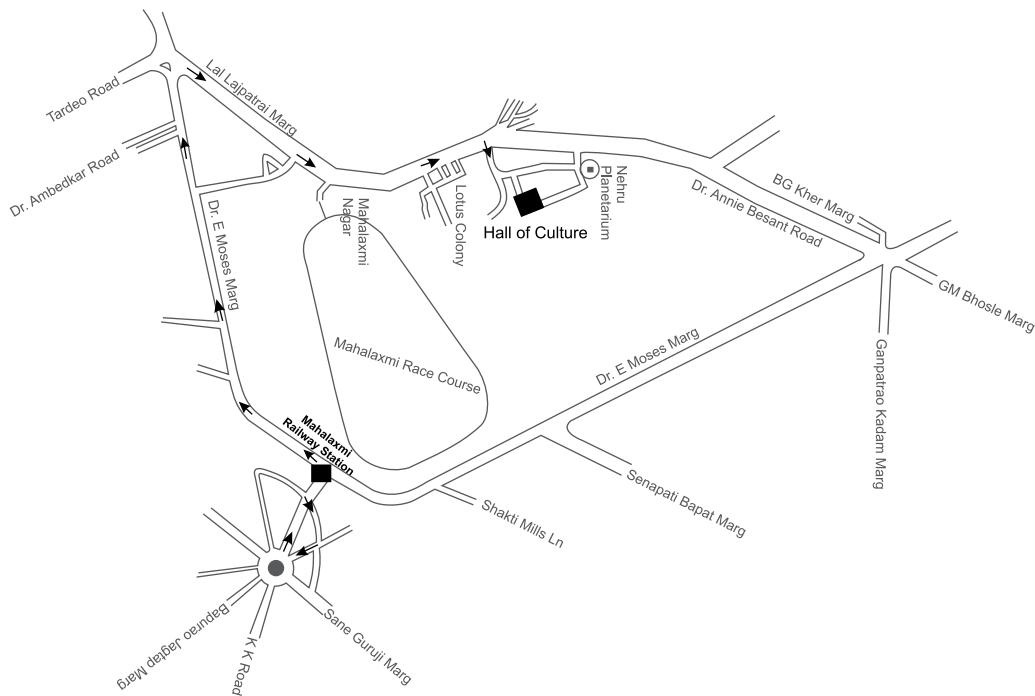 Tardeo Road
Lal Lajpatrai Marg
Dr. Ambedkar Road
Dr. E Moses Marg
Mahalaxmi
Nagar
Lotus Colony
Hall of Culture
Nehru
Planetarium
BG Kher Marg
Dr. Annie Besant Road
GM Bhosle Marg
Ganpatrao Kadam Marg
Mahalaxmi Race Course
Dr. E Moses Marg
Mahalaxmi
Railway Station
Senapati Bapat Marg
Shakti Mills Ln
Bapurao Jagtap Marg
K K Road
Sane Guruji Marg